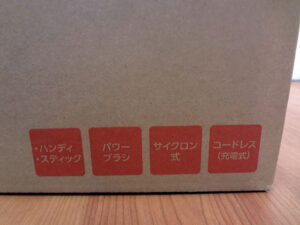 ・ハンディ
・スティック
パワー
ブラシ
サイクロン
式
コードレス
(充電式)